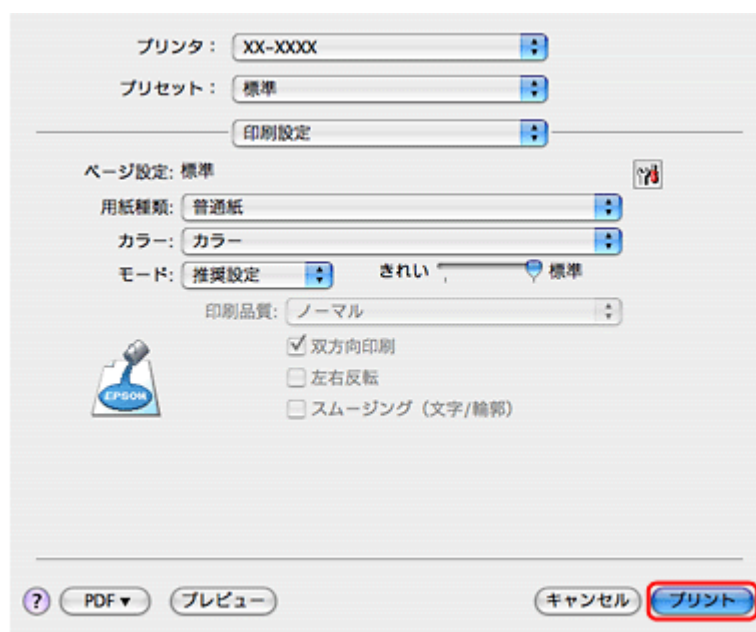 プリンタ： XX-XXXX
プリセット： 標準
印刷設定
ページ設定: 標準
用紙種類: 普通紙
カラー: カラー
モード: 推奨設定 きれい 標準
印刷品質: ノーマル
双方向印刷
EPSON
左右反転
スムージング（文字/輪郭）
? PDF▼ プレビュー キャンセル プリント